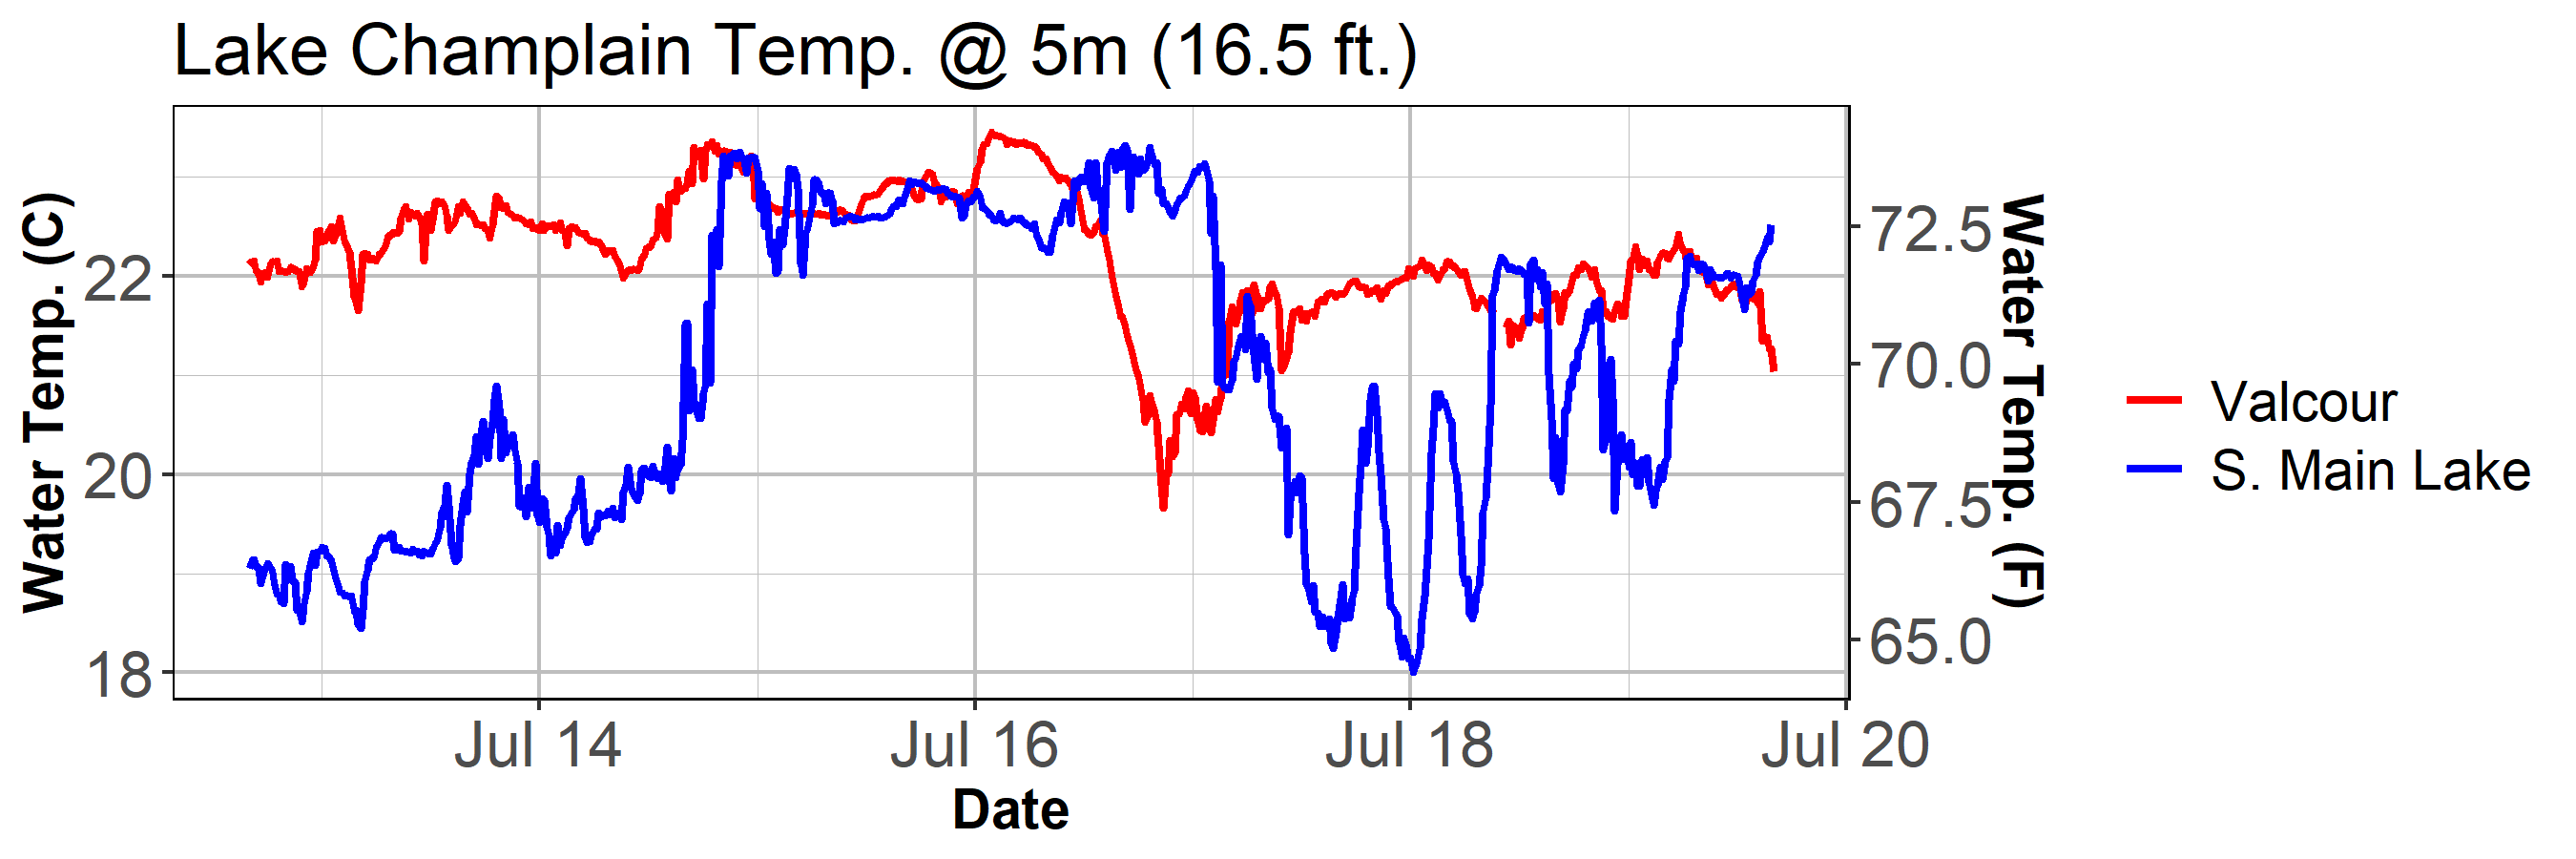 Lake Champlain Temp. @ 5m (16.5 ft.)
Water Temp. (C)
22
20
18
72.5
70.0
67.5
65.0
Water Temp. (F)
Jul 14
Jul 16
Jul 18
Jul 20
Date
Valcour
S. Main Lake